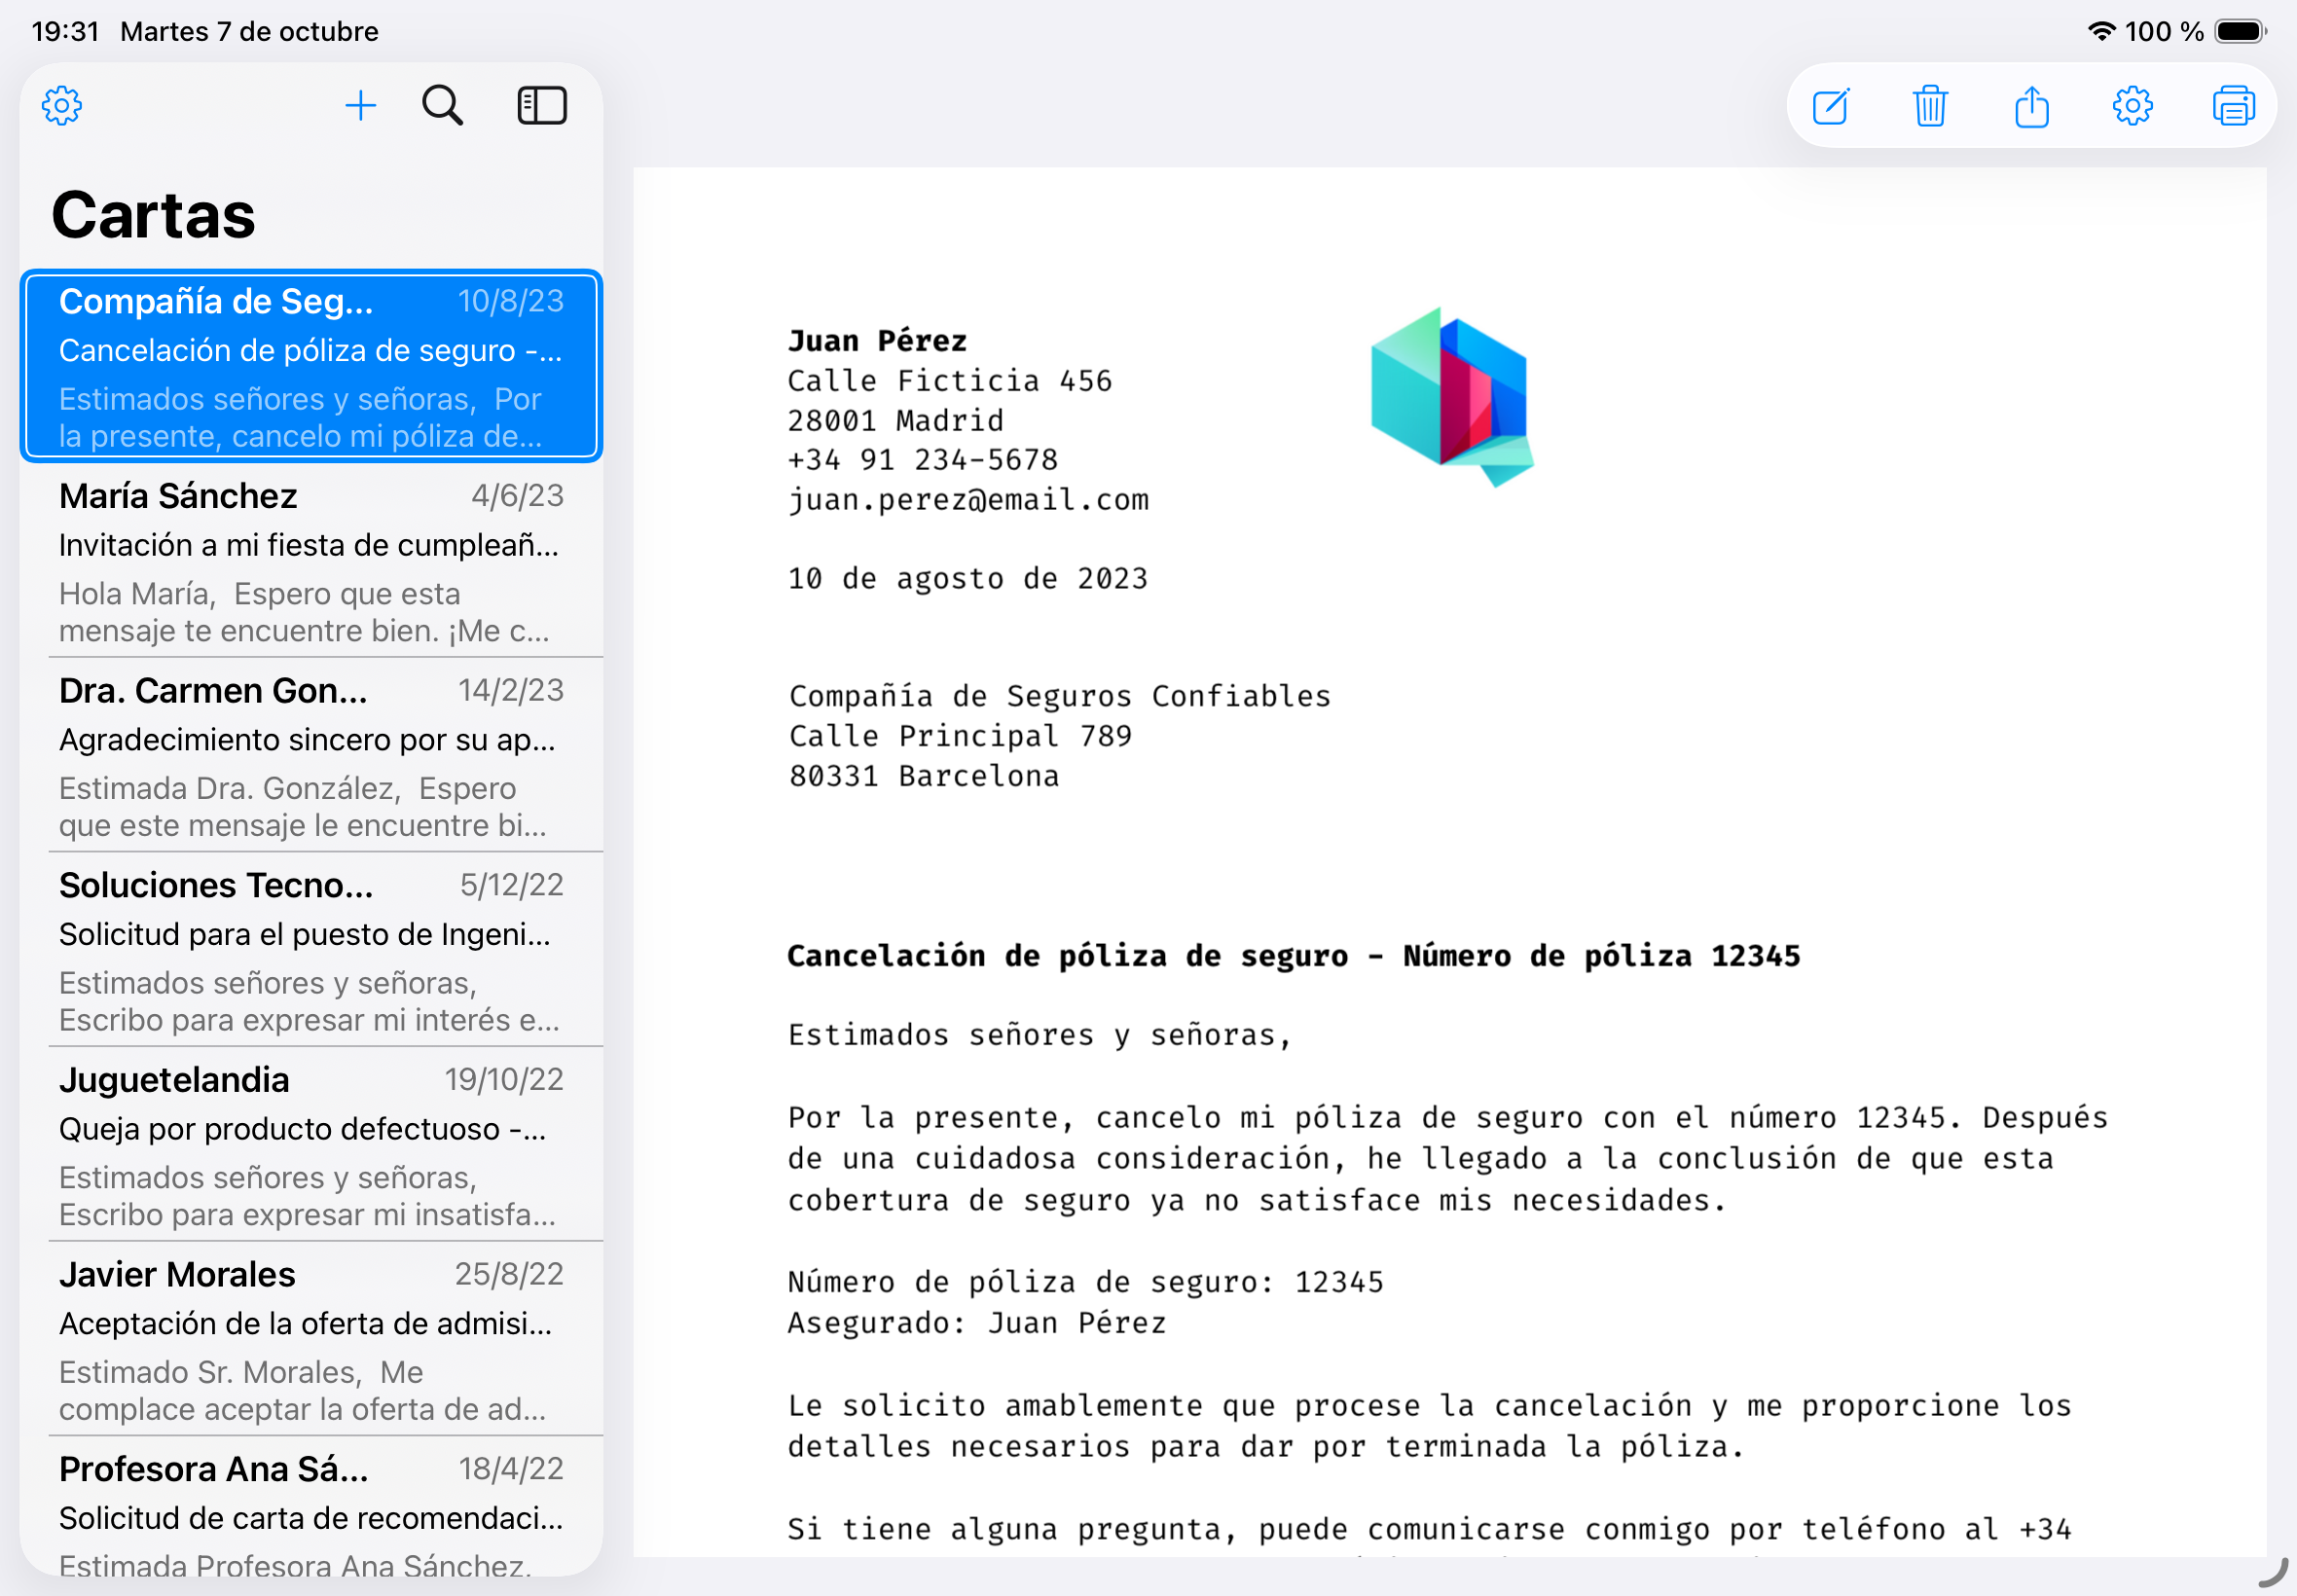 19:31 Martes 7 de octubre
100 %
Cartas
Compañía de Seg... 10/8/23
Cancelación de póliza de seguro -...
Estimados señores y señoras, Por
la presente, cancelo mi póliza de...
María Sánchez 4/6/23
Invitación a mi fiesta de cumpleañ...
Hola María, Espero que esta
mensaje te encuentre bien. ¡Me c...
Dra. Carmen Gon... 14/2/23
Agradecimiento sincero por su ap...
Estimada Dra. González, Espero
que este mensaje le encuentre bi...
Soluciones Tecno... 5/12/22
Solicitud para el puesto de Ingeni...
Estimados señores y señoras,
Escribo para expresar mi interés e...
Juguetelandia 19/10/22
Queja por producto defectuoso -...
Estimados señores y señoras,
Escribo para expresar mi insatisfa...
Javier Morales 25/8/22
Aceptación de la oferta de admisi...
Estimado Sr. Morales, Me
complace aceptar la oferta de ad...
Profesora Ana Sá... 18/4/22
Solicitud de carta de recomendaci...
Estimada Profesora Ana Sánchez,
Juan Pérez
Calle Ficticia 456
28001 Madrid
+34 91 234-5678
juan.perez@email.com
10 de agosto de 2023
Compañía de Seguros Confiables
Calle Principal 789
80331 Barcelona
Cancelación de póliza de seguro - Número de póliza 12345
Estimados señores y señoras,
Por la presente, cancelo mi póliza de seguro con el número 12345. Después
de una cuidadosa consideración, he llegado a la conclusión de que esta
cobertura de seguro ya no satisface mis necesidades.
Número de póliza de seguro: 12345
Asegurado: Juan Pérez
Le solicito amablemente que procese la cancelación y me proporcione los
detalles necesarios para dar por terminada la póliza.
Si tiene alguna pregunta, puede comunicarse conmigo por teléfono al +34